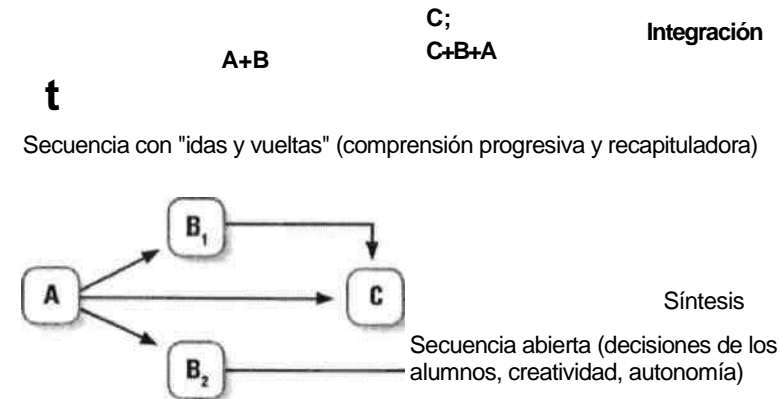 C;
C+B+A
Integración
A+B
t
Secuencia con "idas y vueltas" (comprensión progresiva y recapituladora)
B₁
A
C
Síntesis
B₂
Secuencia abierta (decisiones de los
alumnos, creatividad, autonomía)